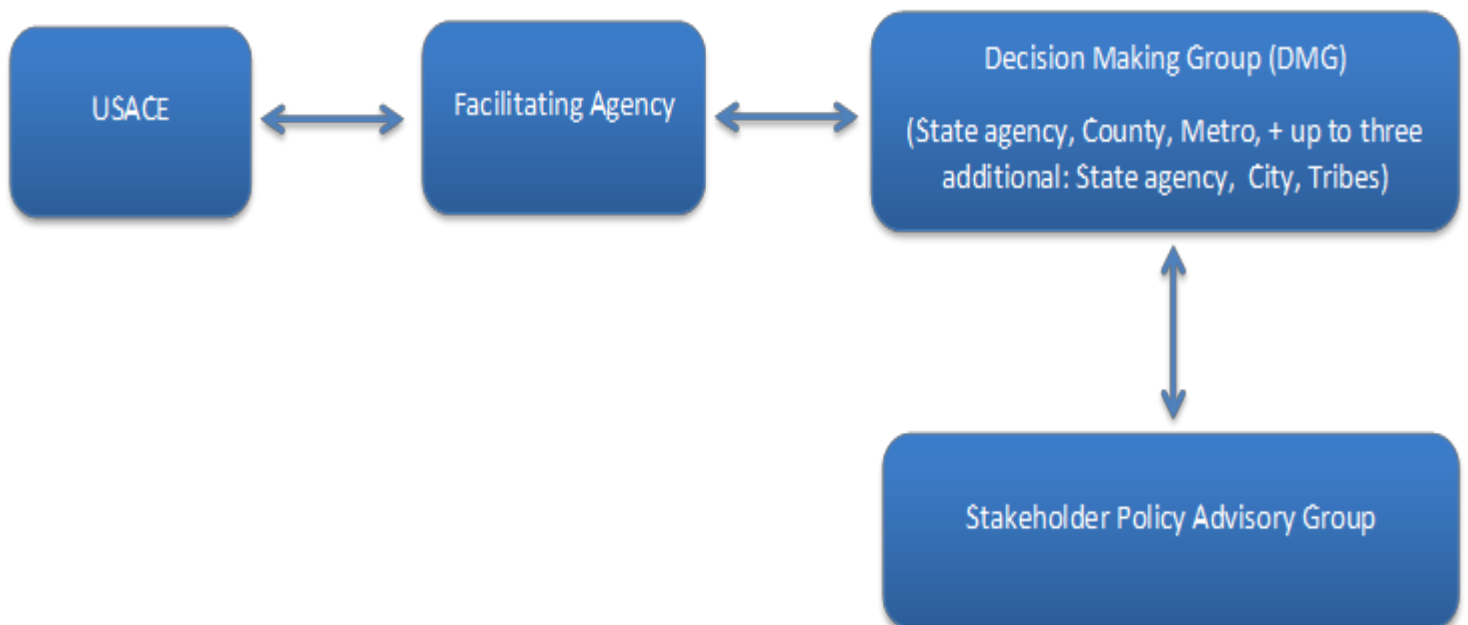 USACE
Facilitating Agency
Decision Making Group (DMG)
(State agency, County, Metro, + up to three
additional: State agency, City, Tribes)
Stakeholder Policy Advisory Group